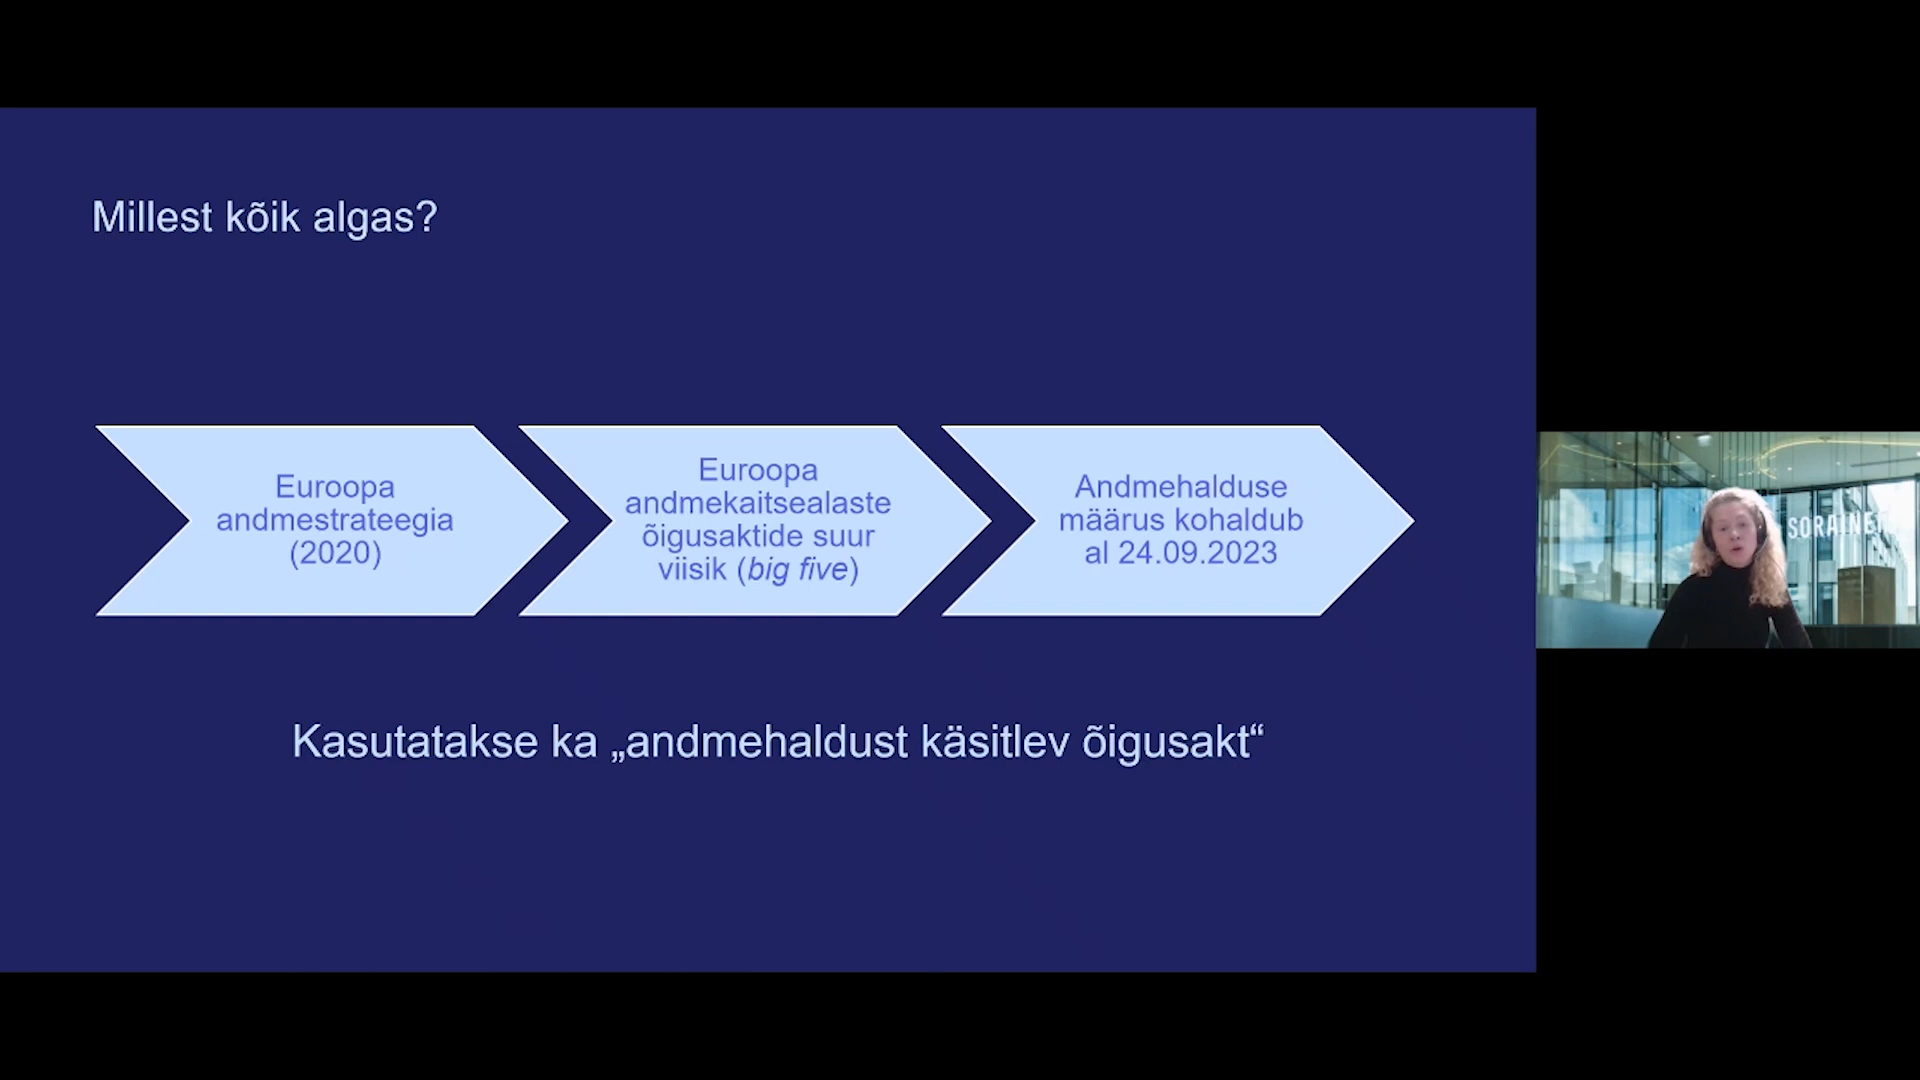 Millest kõik algas?
Euroopa
andmestrateegia
(2020)
Euroopa
andmekaitsealaste
õigusaktide suur
viisik (big five)
Andmehalduse
määrus kohaldub
al 24.09.2023
Kasutatakse ka „andmehaldust käsitlev õigusakt“
SORAINEN